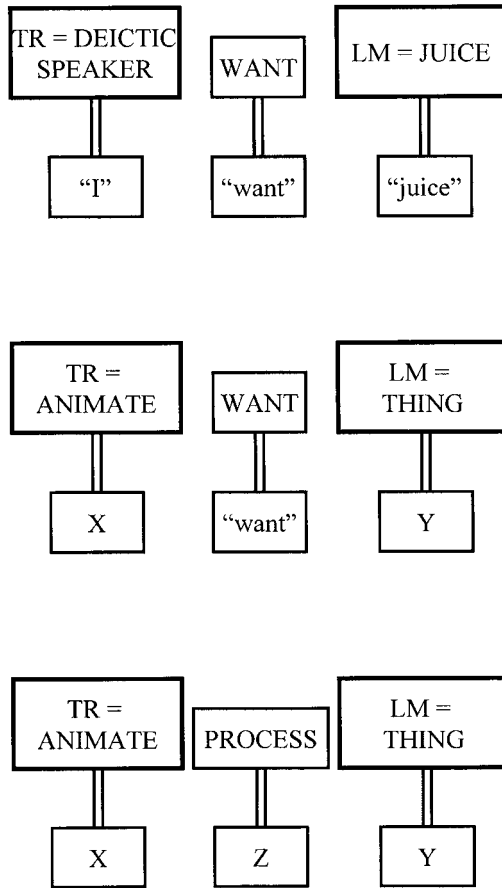 TR = DEICTIC
SPEAKER
WANT
LM = JUICE
“I”
“want”
“juice”
TR =
ANIMATE
WANT
LM =
THING
X
“want”
Y
TR =
ANIMATE
PROCESS
LM =
THING
X
Z
Y